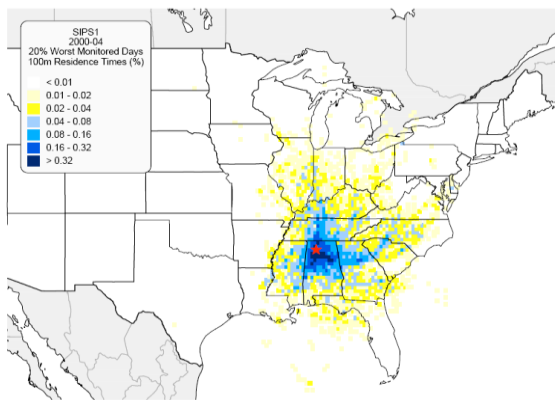 SIPS1
2000-04
20% Worst Monitored Days
100m Residence Times (%)
< 0.01
0.01 - 0.02
0.02 - 0.04
0.04 - 0.08
0.08 - 0.16
0.16 - 0.32
> 0.32